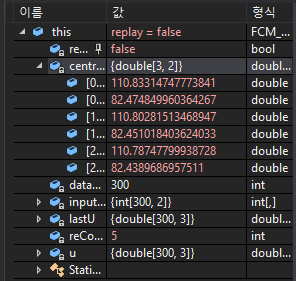 이름 값 형식
this replay = false FCM_...
re... false bool
centr... {double[3, 2]} doubl...
[0... 110.83314747773841 double
[0... 82.474849960364267 double
[1... 110.80281513468947 double
[1... 82.451018403624033 double
[2... 110.78747799938728 double
[2... 82.4389686957511 double
data... 300 int
input... {int[300, 2]} int[,]
lastU {double[300, 3]} doubl...
reCo... 5 int
u {double[300, 3]} doubl...
Stati...